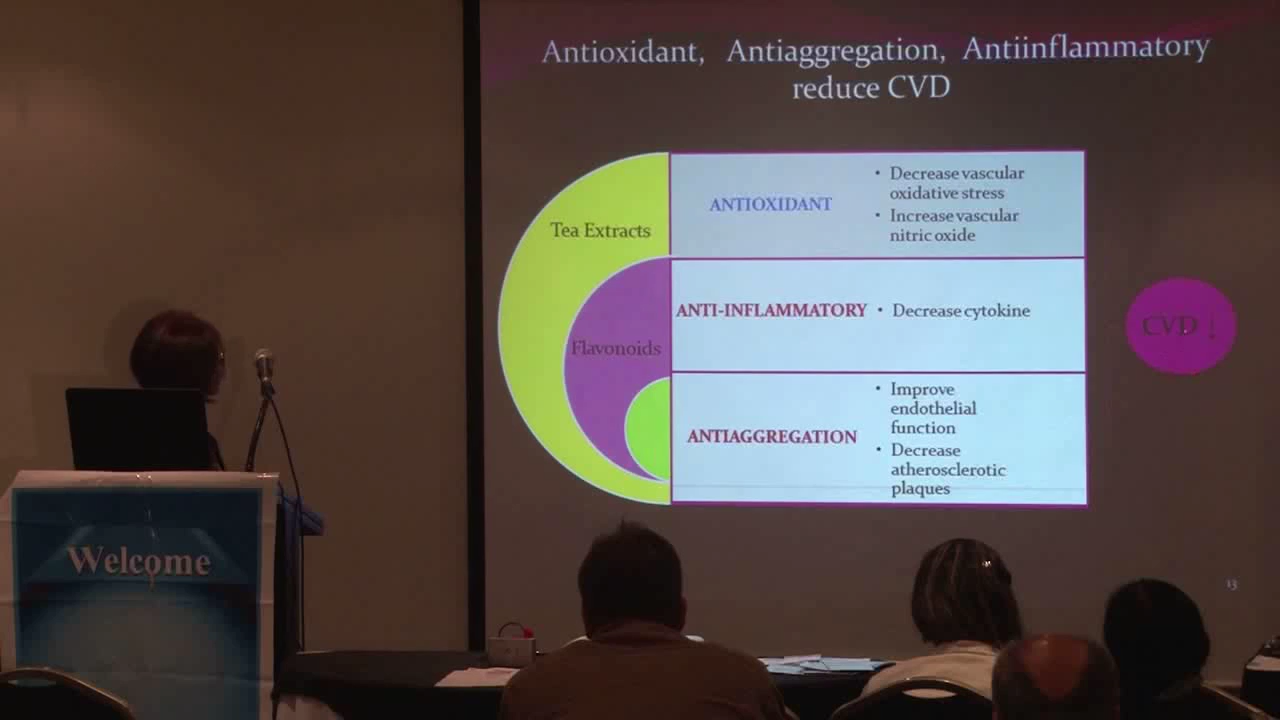 Antioxidant, Antiaggregation, Antiinflammatory
reduce CVD
Tea Extracts
Flavonoids
ANTIOXIDANT
• Decrease vascular
oxidative stress
• Increase vascular
nitric oxide
ANTI-INFLAMMATORY
• Decrease cytokine
ANTIAGGREGATION
• Improve
endothelial
function
• Decrease
atherosclerotic
plaques
CVD ↓
13
Welcome